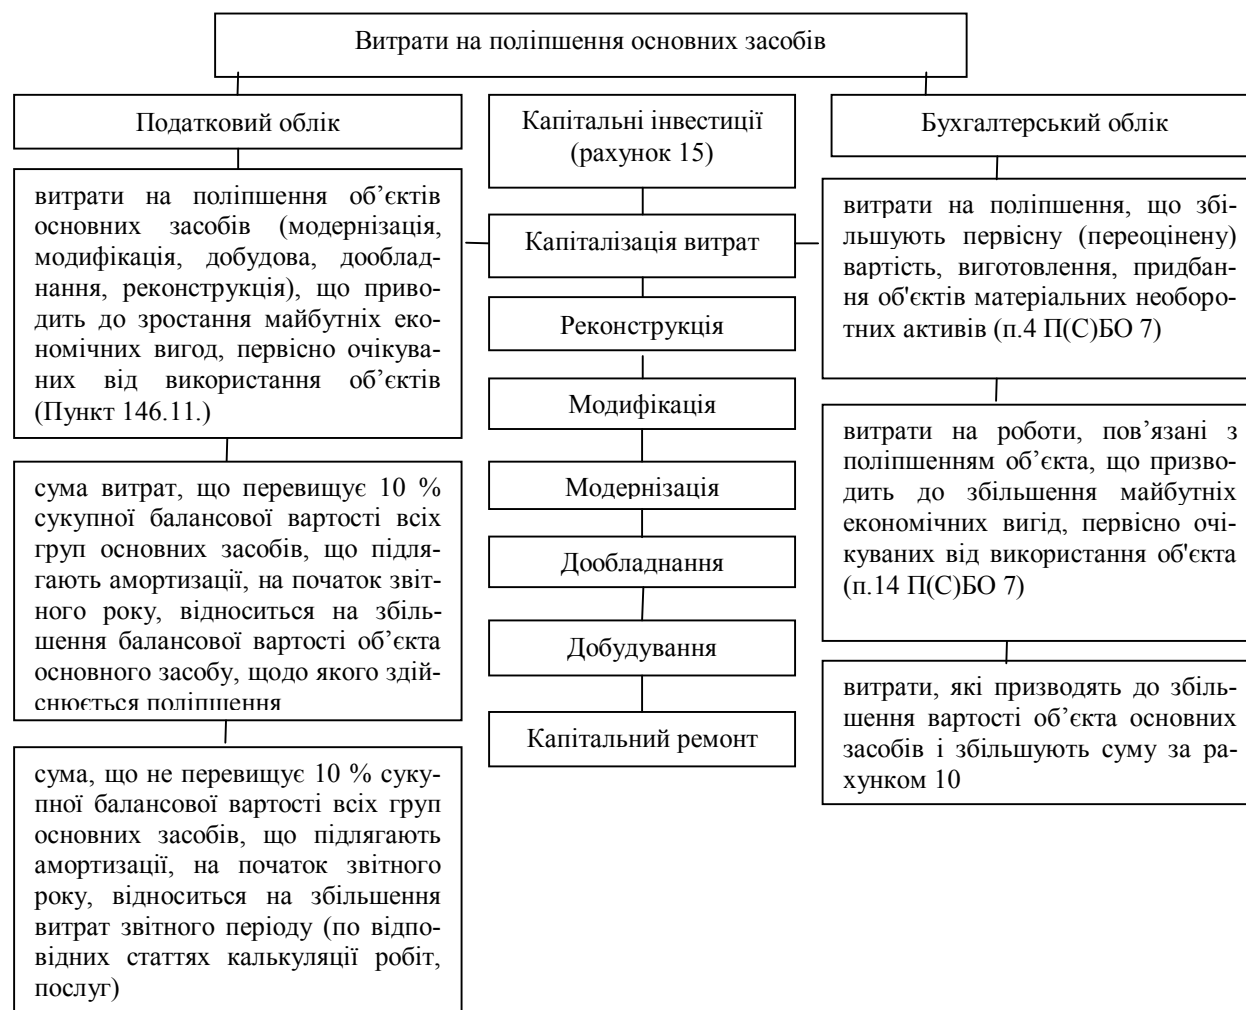 Витрати на поліпшення основних засобів
Податковий облік
витрати на поліпшення об’єктів
основних засобів (модернізація,
модифікація, добудова, дооблад-
нання, реконструкція), що приво-
дить до зростання майбутніх еко-
номічних вигод, первісно очікува-
них від використання об’єктів
(Пункт 146.11.)
сума витрат, що перевищує 10 %
сукупної балансової вартості всіх
груп основних засобів, що підля-
гають амортизації, на початок звіт-
ного року, відноситься на збіль-
шення балансової вартості об’єкта
основного засобу, щодо якого здій-
снюється поліпшення
сума, що не перевищує 10 % суку-
пної балансової вартості всіх груп
основних засобів, що підлягають
амортизації, на початок звітного
року, відноситься на збільшення
витрат звітного періоду (по відпо-
відних статтях калькуляції робіт,
послуг)
Капітальні інвестиції
(рахунок 15)
Капіталізація витрат
Реконструкція
Модифікація
Модернізація
Дообладнання
Добудування
Капітальний ремонт
Бухгалтерський облік
витрати на поліпшення, що збі-
льшують первісну (переоцінену)
вартість, виготовлення, придбан-
ня об'єктів матеріальних необоро-
тних активів (п.4 П(С)БО 7)
витрати на роботи, пов’язані з
поліпшенням об’єкта, що призво-
дить до збільшення майбутніх
економічних вигід, первісно очі-
куваних від використання об'єкта
(п.14 П(С)БО 7)
витрати, які призводять до збіль-
шення вартості об’єкта основних
засобів і збільшують суму за ра-
хунком 10